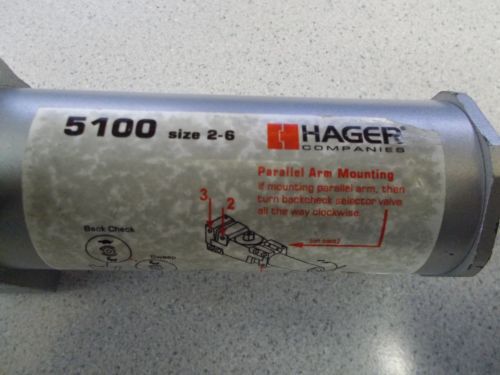 5100 size 2-6
HAGER®
COMPANIES
Parallel Arm Mounting
If mounting parallel arm, then
turn backcheck selector valve
all the way clockwise.
3
2
Back Check
Sweep